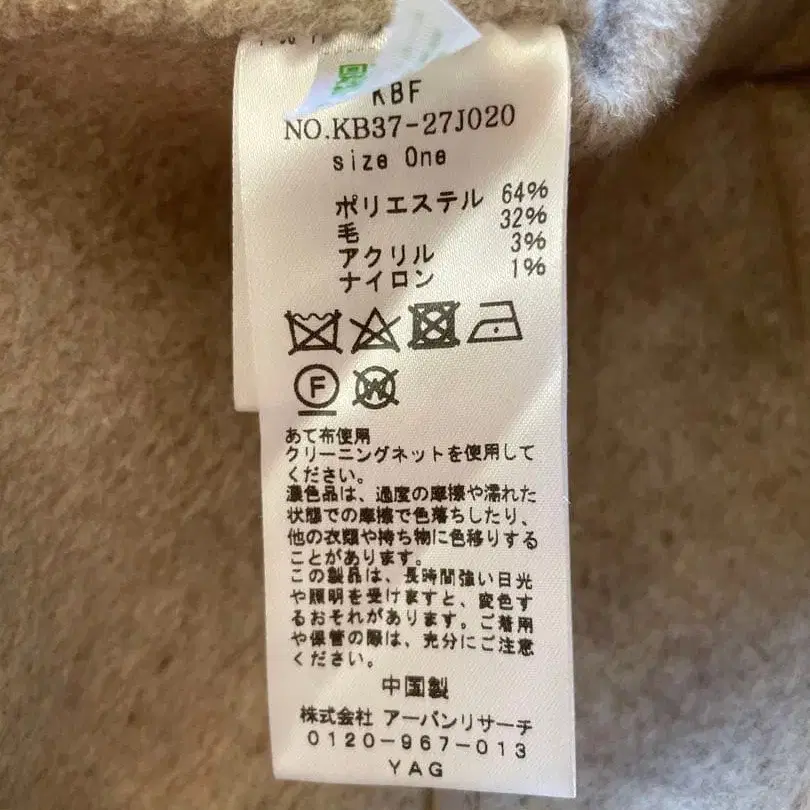 KBF
NO.KB37-27J020
size One
ポリエステル 64%
毛 32%
アクリル 3%
ナイロン 1%
F
W
あて布使用
クリーニングネットを使用して
ください。
濃色品は、過度の摩擦や濡れた
状態での摩擦で色落ちしたり、
他の衣類や持ち物に色移りする
ことがあります。
この製品は、長時間強い日光
や照明を受けますと、変色す
るおそれがあります。ご着用
や保管の際は、充分にご注意
ください。
中国製
株式会社 アーバンリサーチ
0120-967-013
YAG